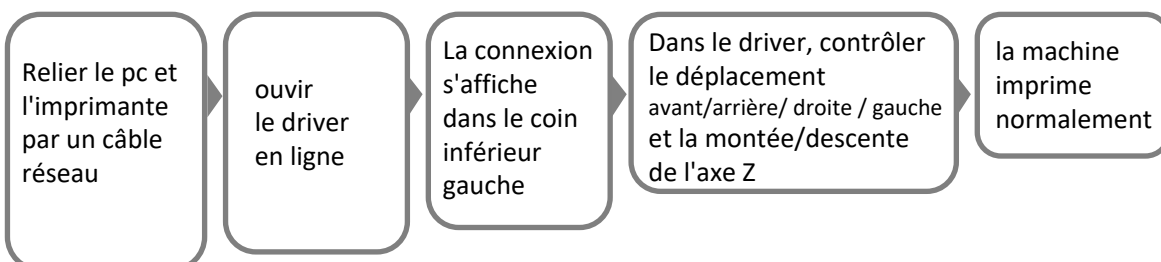 Relier le pc et
l'imprimante
par un câble
réseau
ouvrir
le driver
en ligne
La connexion
s'affiche
dans le coin
inférieur
gauche
Dans le driver, contrôler
le déplacement
avant/arrière/ droite / gauche
et la montée/descente
de l'axe Z
la machine
imprime
normalement